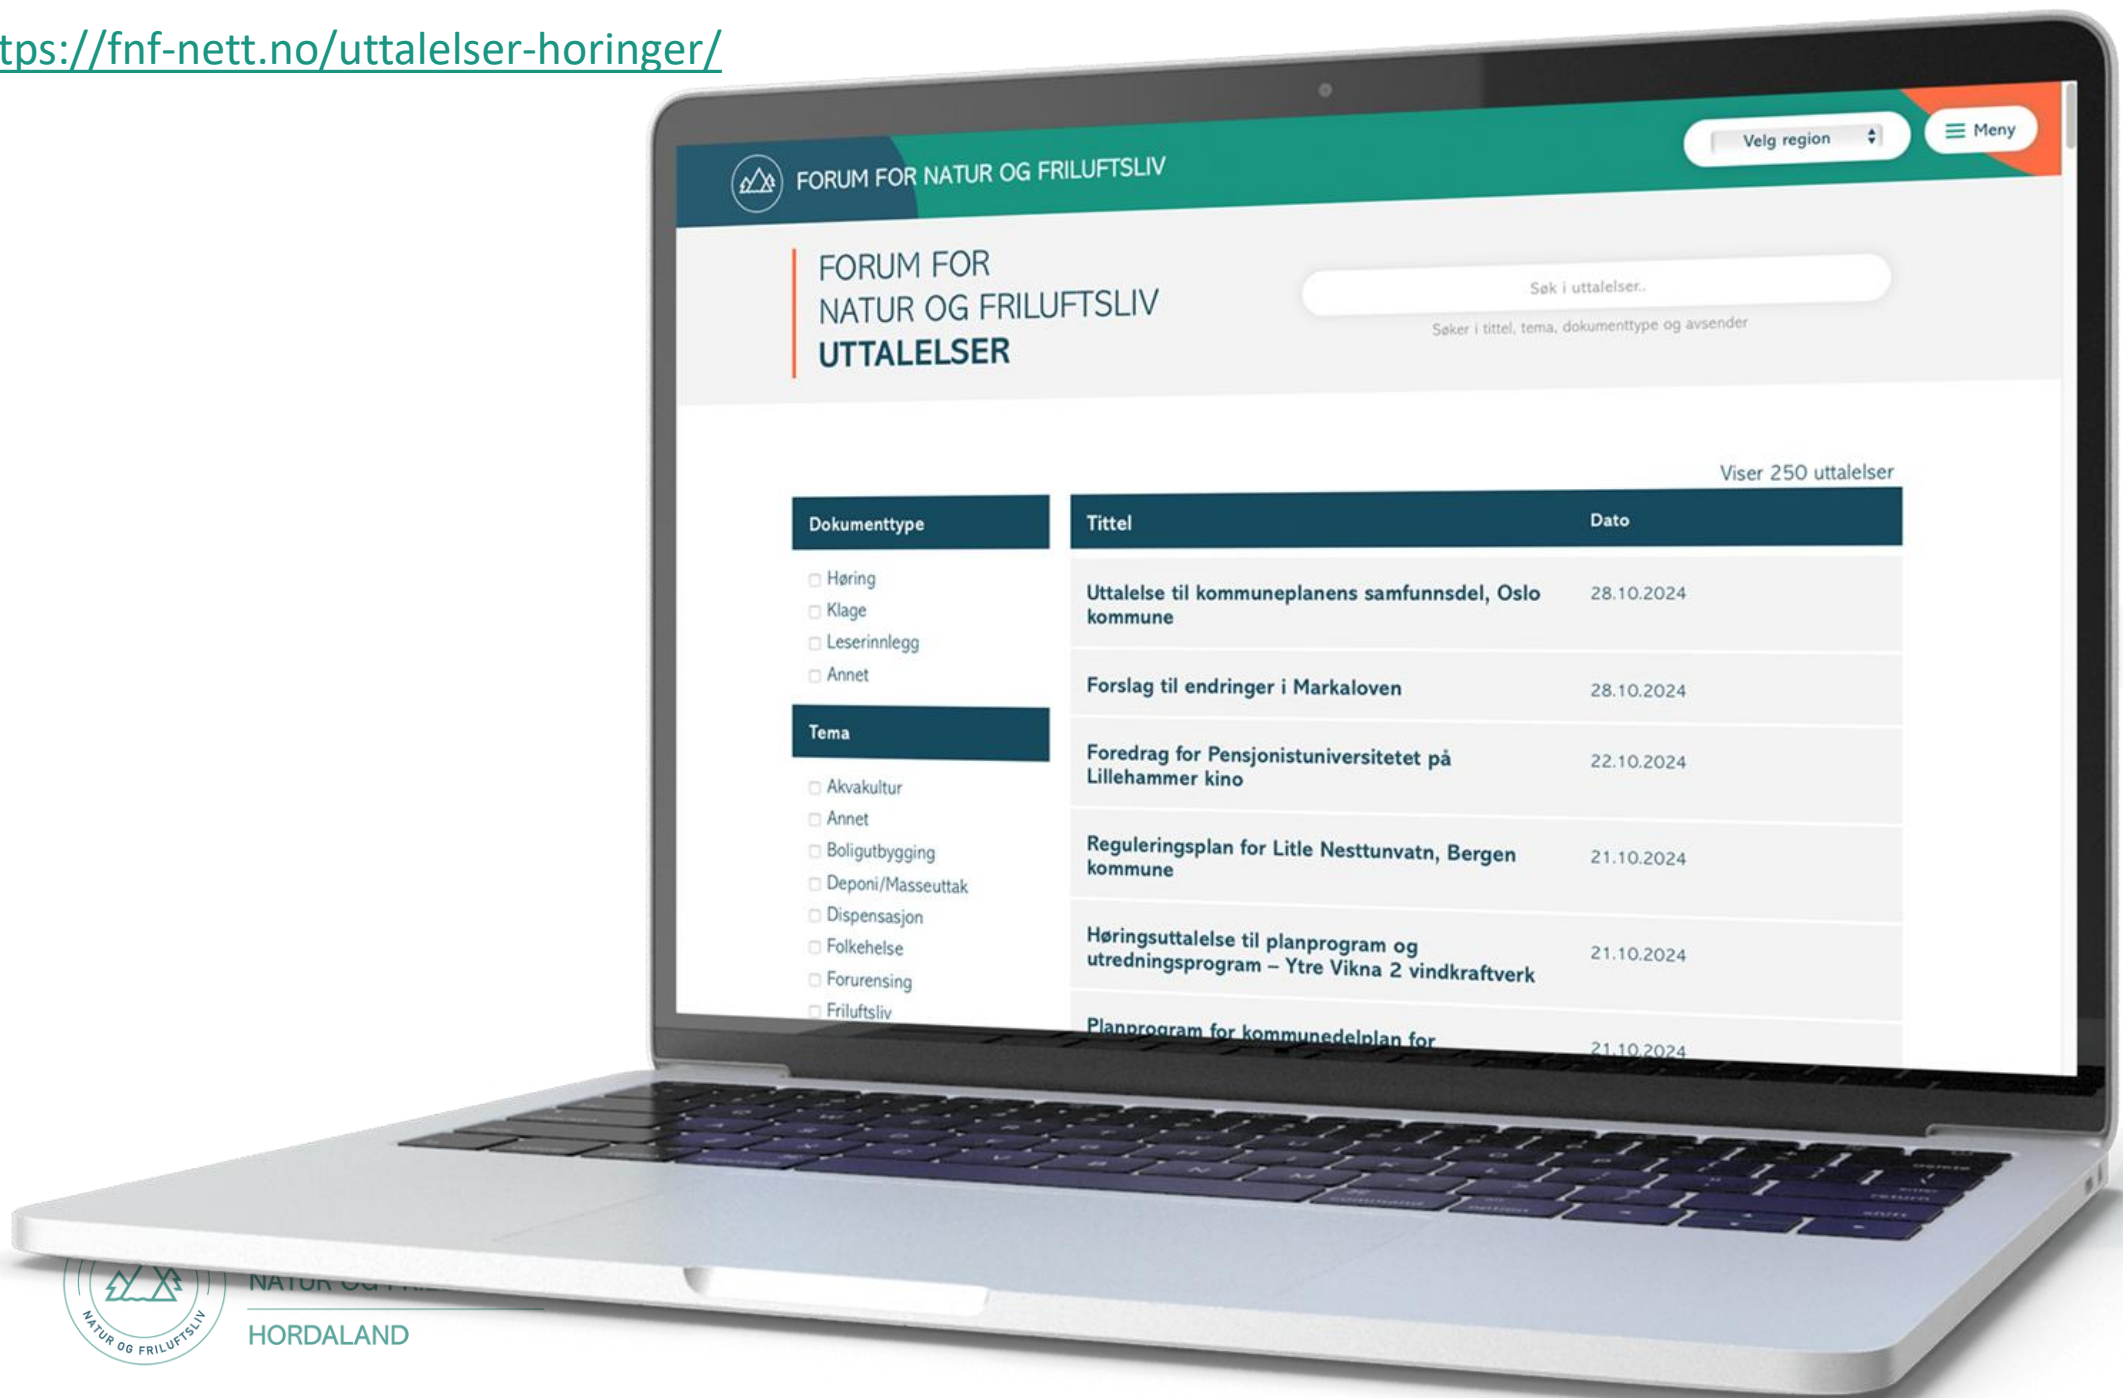 tps://fnf-nett.no/uttalelser-horinger/
FORUM FOR NATUR OG FRILUFTSLIV
Velg region
Meny
FORUM FOR
NATUR OG FRILUFTSLIV
UTTALELSER
Søk i uttalelser..
Søker i tittel, tema, dokumenttype og avsender
Viser 250 uttalelser
Dokumenttype
Høring
Klage
Leserinnlegg
Annet
Tema
Akvakultur
Annet
Boligutbygging
Deponi/Masseuttak
Dispensasjon
Folkehelse
Forurensing
Friluftsliv
Tittel
Dato
Uttalelse til kommuneplanens samfunnsdel, Oslo
kommune
28.10.2024
Forslag til endringer i Markaloven
28.10.2024
Foredrag for Pensjonistuniversitetet på
Lillehammer kino
22.10.2024
Reguleringsplan for Litle Nesttunvatn, Bergen
kommune
21.10.2024
Høringsuttalelse til planprogram og
utredningsprogram – Ytre Vikna 2 vindkraftverk
21.10.2024
Planprogram for kommunedelplan for
21.10.2024
NATUR OG
NATUR OG FRILUFTSLIV
HORDALAND